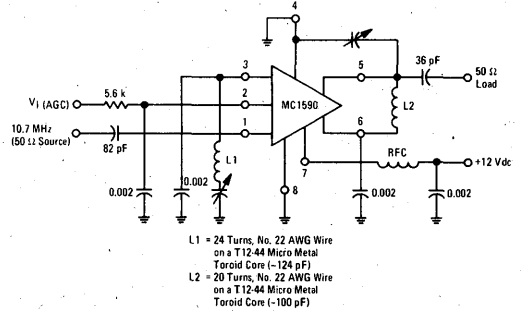 4
3
5
36 pF
50 Ω
Load
5.6 k
VI (AGC)
2
MC1590
L2
10.7 MHz
(50 Ω Source)
1
6
82 pF
L1
7
RFC
+12 Vdc
0.002
0.002
8
0.002
0.002
L1 = 24 Turns, No. 22 AWG Wire
on a T12-44 Micro Metal
Toroid Core (~124 pF)
L2 = 20 Turns, No. 22 AWG Wire
on a T12-44 Micro Metal
Toroid Core (~100 pF)